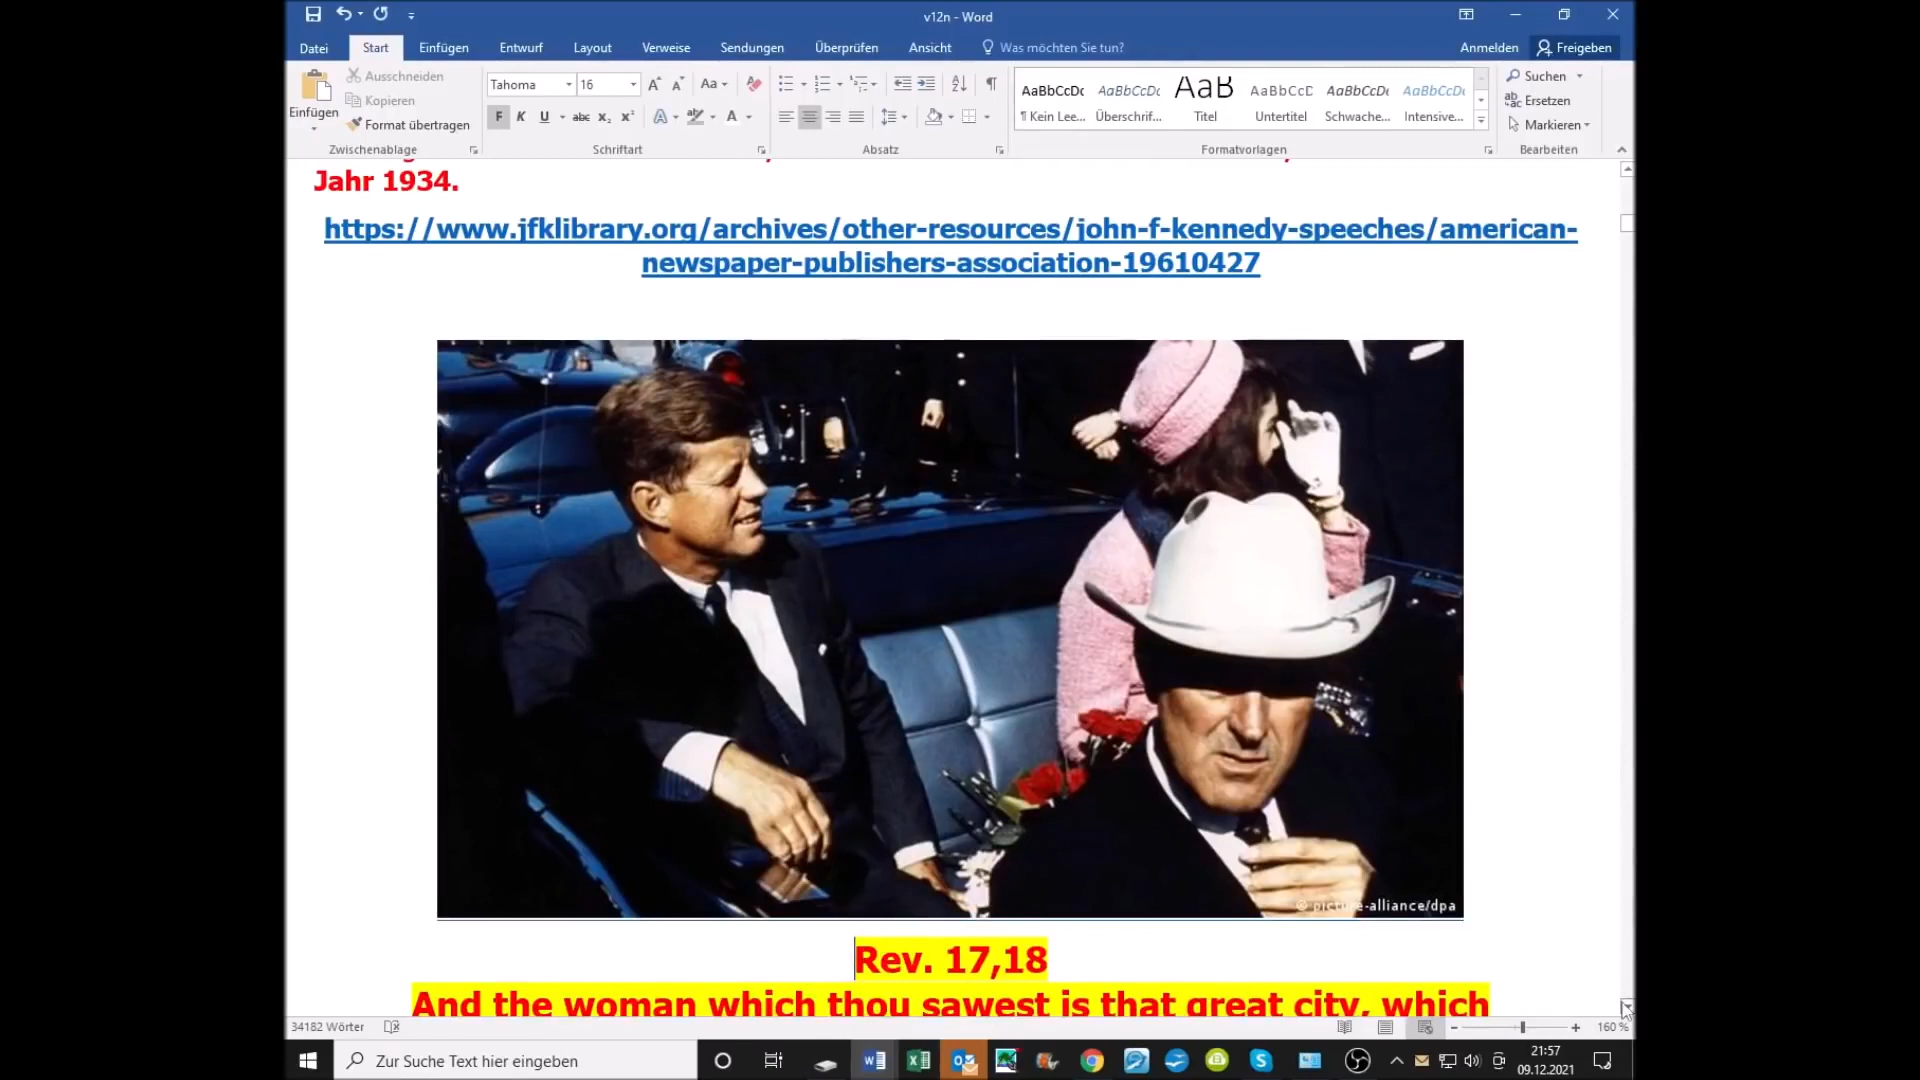 v12n - Word
Datei Start Einfügen Entwurf Layout Verweise Sendungen Überprüfen Ansicht Was möchten Sie tun? Anmelden Freigeben
Einfügen
Ausschneiden
Kopieren
Format übertragen
Zwischenablage
Tahoma 16
Schriftart
Absatz
AaBbCcDc AaBbCcDc AaB AaBbCcD AaBbCcDc AaBbCcDc
¶ Kein Lee... Überschrif... Titel Untertitel Schwache... Intensive...
Formatvorlagen
Suchen
Ersetzen
Markieren
Bearbeiten
Jahr 1934.
https://www.jfklibrary.org/archives/other-resources/john-f-kennedy-speeches/american-
newspaper-publishers-association-19610427
© picture-alliance/dpa
Rev. 17,18
And the woman which thou sawest is that great city, which
34182 Wörter 160 %
Zur Suche Text hier eingeben
21:57
09.12.2021